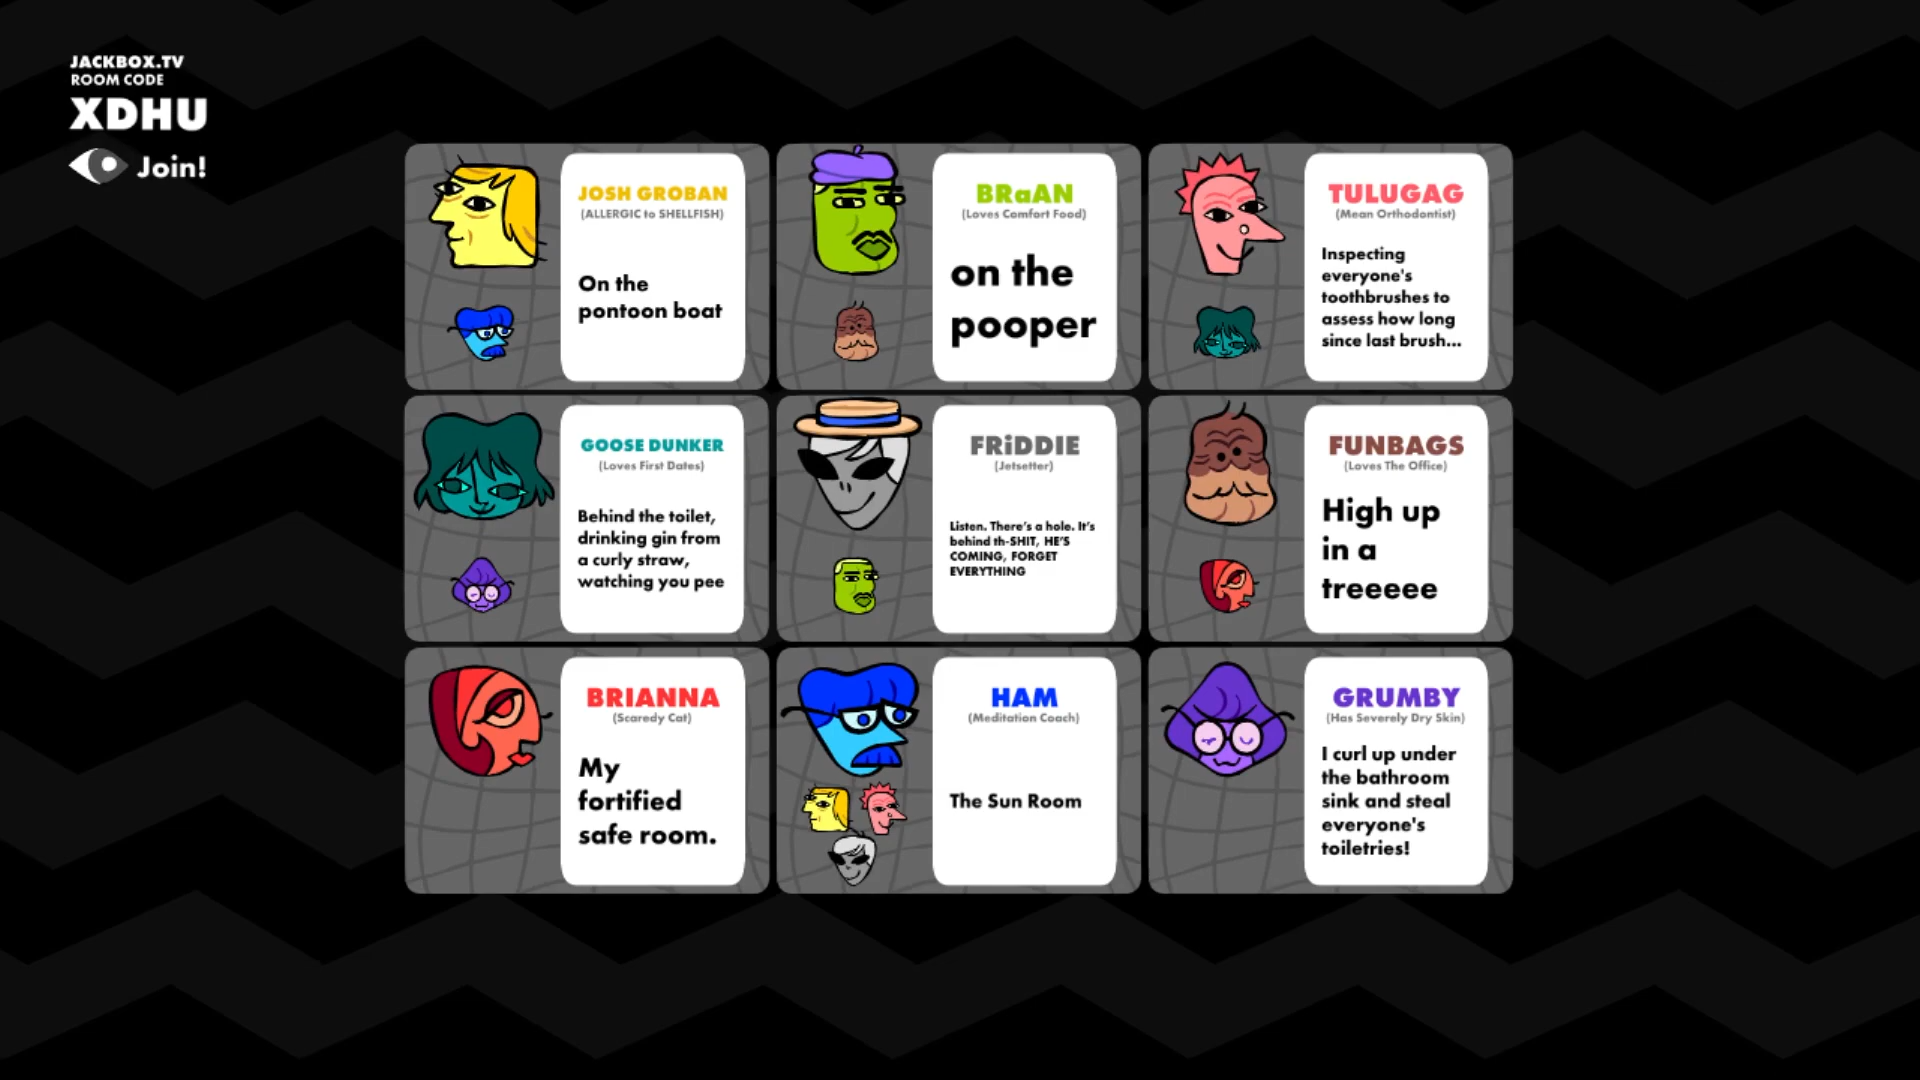 JACKBOX.TV
ROOM CODE
XDHU
Join!
JOSH GROBAN
(ALLERGIC to SHELLFISH)
On the
pontoon boat
BRaAN
(Loves Comfort Food)
on the
pooper
TULUGAG
(Mean Orthodontist)
Inspecting
everyone's
toothbrushes to
assess how long
since last brush...
GOOSE DUNKER
(Loves First Dates)
Behind the toilet,
drinking gin from
a curly straw,
watching you pee
FRiDDIE
(Jetsetter)
Listen. There's a hole. It's
behind th-SHIT, HE'S
COMING, FORGET
EVERYTHING
FUNBAGS
(Loves The Office)
High up
in a
treeeee
BRIANNA
(Scaredy Cat)
My
fortified
safe room.
HAM
(Meditation Coach)
The Sun Room
GRUMBY
(Has Severely Dry Skin)
I curl up under
the bathroom
sink and steal
everyone's
toiletries!